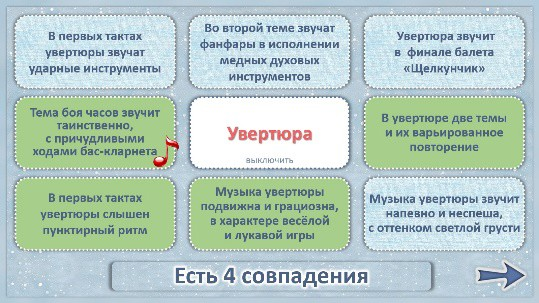 В первых тактах
увертюры звучат
ударные инструменты
Во второй теме звучат
фанфары в исполнении
медных духовых
инструментов
Увертюра звучит
в финале балета
«Щелкунчик»
Тема боя часов звучит
таинственно,
с причудливыми
ходами бас-кларнета
Увертюра
выключить
В увертюре две темы
и их варьированное
повторение
В первых тактах
увертюры слышен
пунктирный ритм
Музыка увертюры
подвижна и грациозна,
в характере весёлой
и лукавой игры
Музыка увертюры звучит
напевно и неспеша,
с оттенком светлой грусти
Есть 4 совпадения